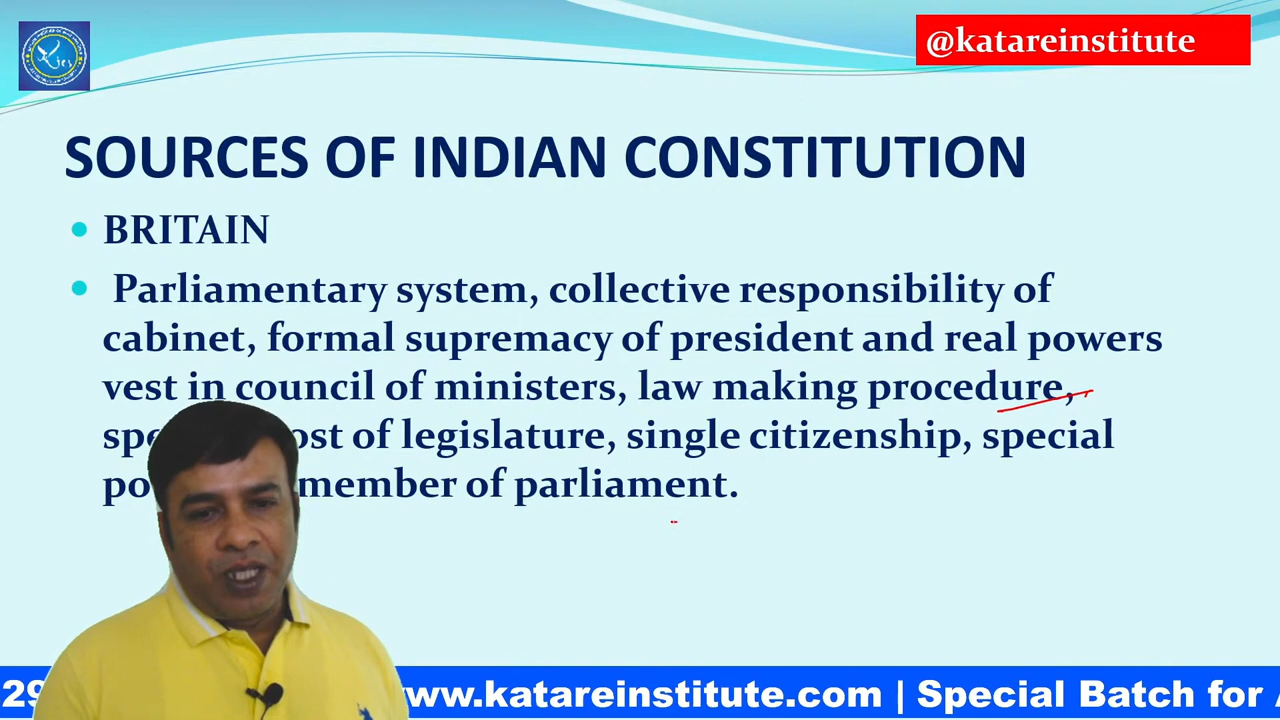 @katareinstitute
SOURCES OF INDIAN CONSTITUTION
BRITAIN
Parliamentary system, collective responsibility of
cabinet, formal supremacy of president and real powers
vest in council of ministers, law making procedure,
of legislature, single citizenship, special
member of parliament.
29 www.katareinstitute.com | Special Batch for